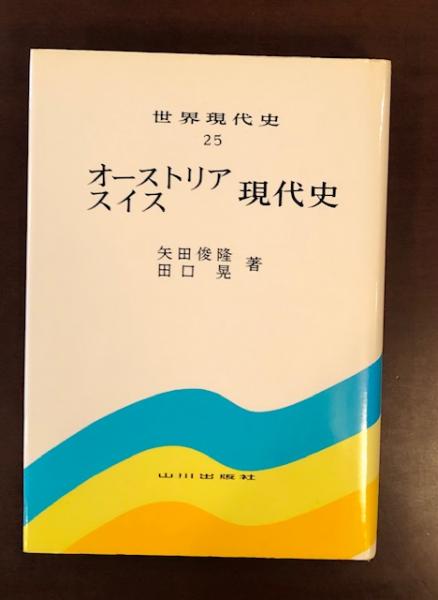 世界現代史
25
オーストリア
スイス
現代史
矢田俊隆
田口晃
著
山川出版社